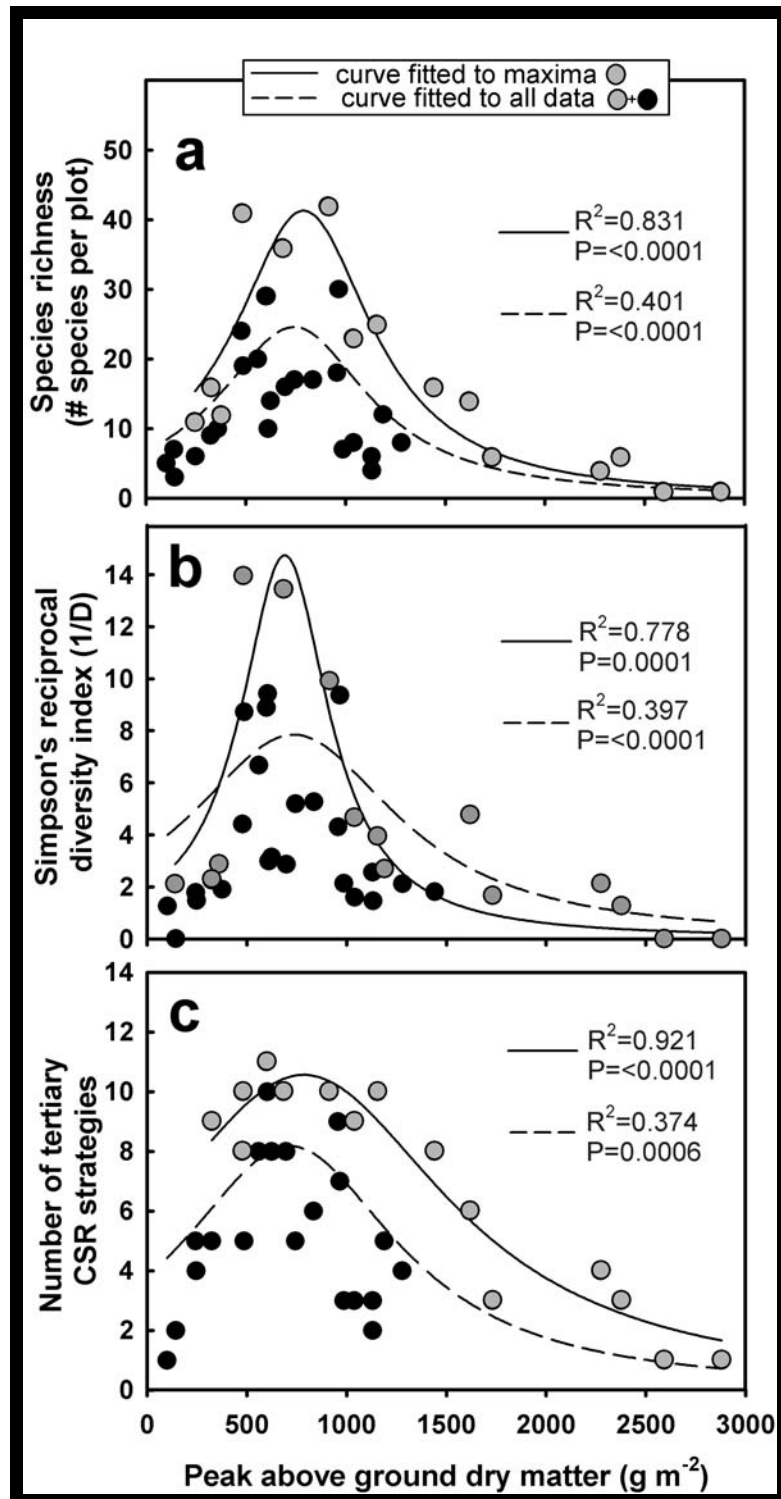 curve fitted to maxima
curve fitted to all data +
a
Species richness
(# species per plot)
50
40
30
20
10
0
R²=0.831
P=<0.0001
R²=0.401
P=<0.0001
b
Simpson's reciprocal
diversity index (1/D)
14
12
10
8
6
4
2
0
R²=0.778
P=0.0001
R²=0.397
P=<0.0001
c
Number of tertiary
CSR strategies
14
12
10
8
6
4
2
0
R²=0.921
P=<0.0001
R²=0.374
P=0.0006
0 500 1000 1500 2000 2500 3000
Peak above ground dry matter (g m⁻²)